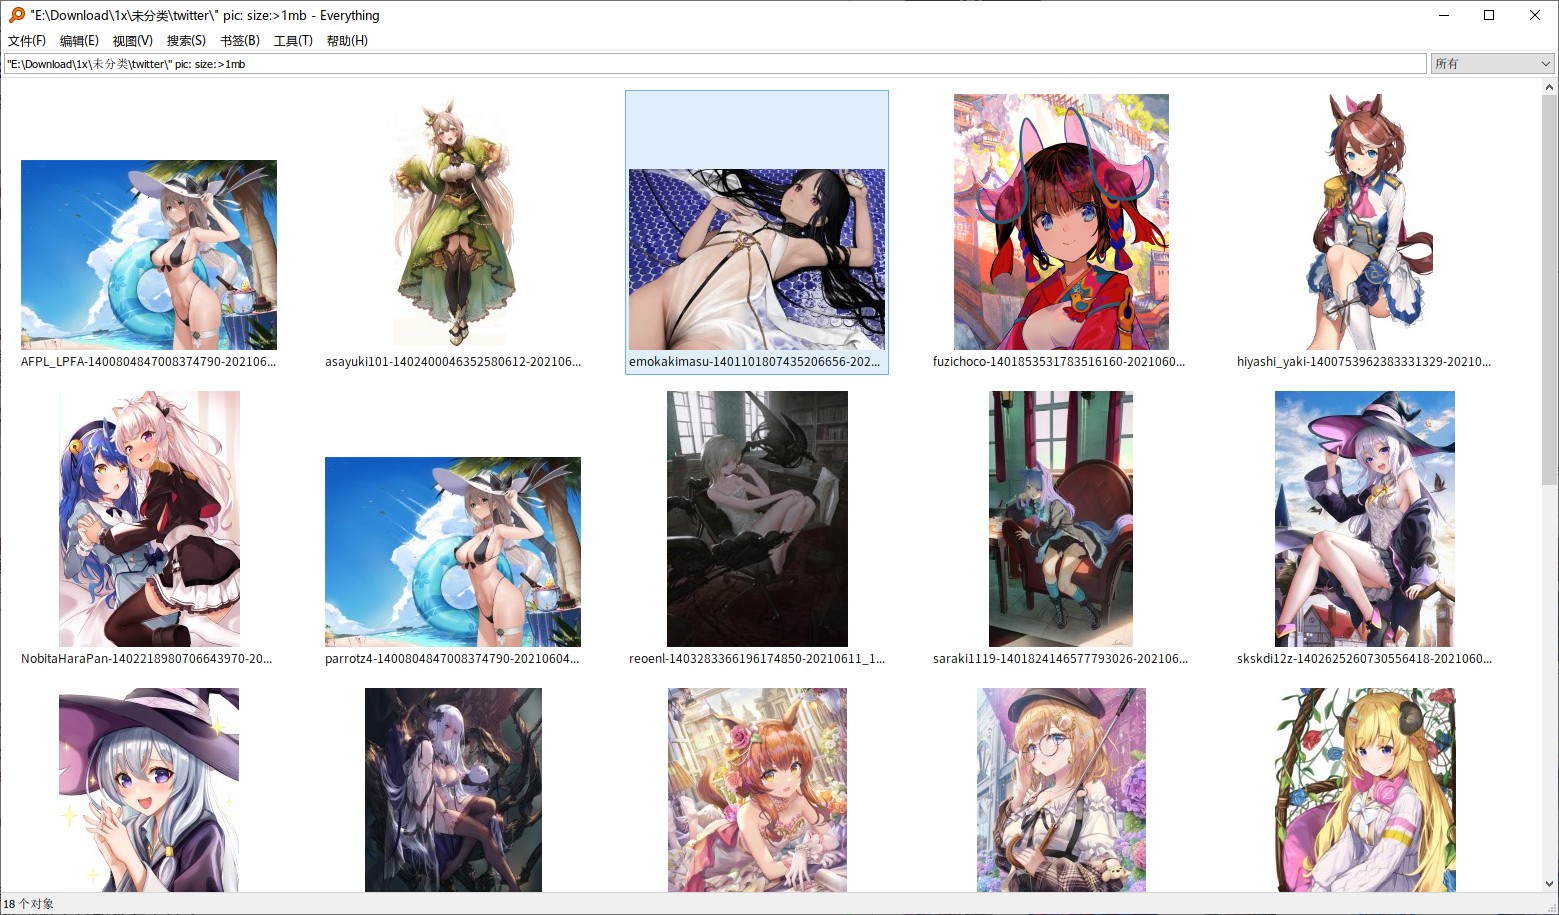 "E:\Download\1x\未分类\twitter\" pic: size:>1mb - Everything
文件(F) 编辑(E) 视图(V) 搜索(S) 书签(B) 工具(T) 帮助(H)
"E:\Download\1x\未分类\twitter\" pic: size:>1mb 所有
AFPL_LPFA-1400804847008374790-202106... asayuki101-1402400046352580612-202106... emokakimasu-1401101807435206656-202... fuzichoco-1401853531783516160-2021060... hiyashi_yaki-1400753962383331329-20210...
NobitaHaraPan-1402218980706643970-20... parrotz4-1400804847008374790-20210604... reoenl-1403283366196174850-20210611_1... saraki1119-1401824146577793026-202106... skskdi12z-1402625260730556418-2021060...
18 个对象